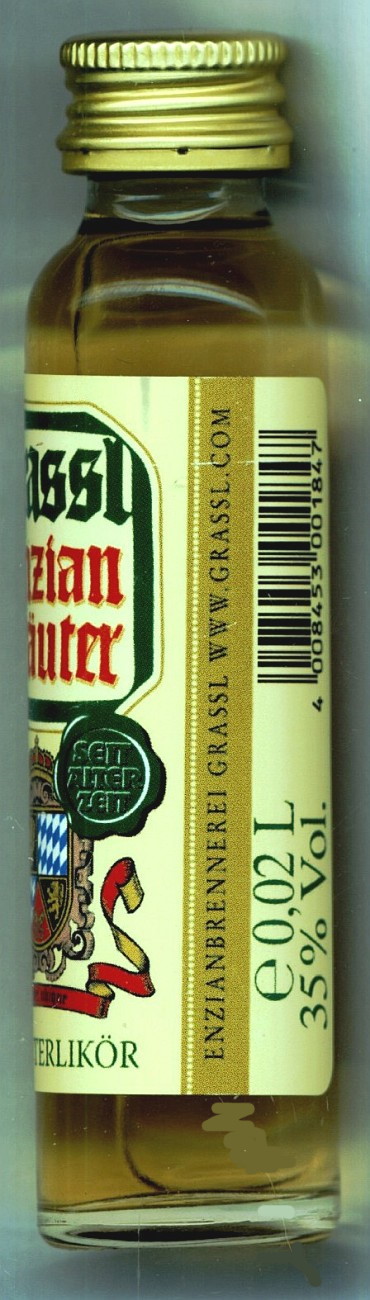 assl
zian
äuter
SEIT
ALTER
ZEIT
TERLIKÖR
ENZIANBRENNEREI GRASSL WWW.GRASSL.COM
4 008453 001847
e 0,02 L
35% Vol.